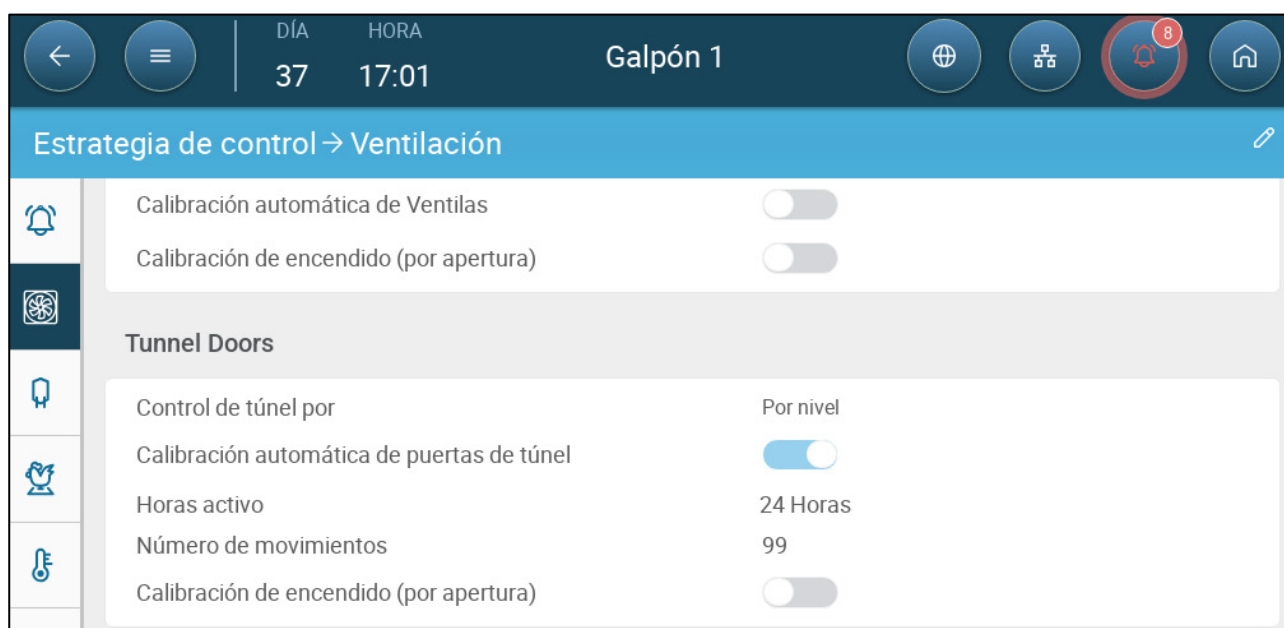 DÍA HORA
37 17:01
Galpón 1
8
Estrategia de control → Ventilación
Calibración automática de Ventilas
Calibración de encendido (por apertura)
Tunnel Doors
Control de túnel por Por nivel
Calibración automática de puertas de túnel
Horas activo 24 Horas
Número de movimientos 99
Calibración de encendido (por apertura)